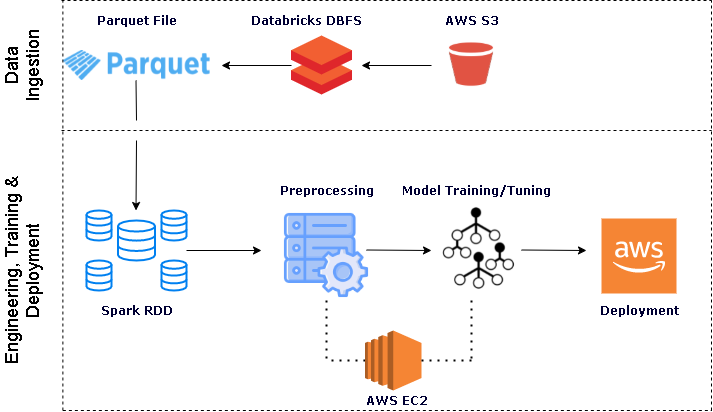 Data
Ingestion
Parquet File
Databricks DBFS
AWS S3
Parquet
Engineering, Training &
Deployment
Preprocessing
Model Training/Tuning
aws
Spark RDD
Deployment
AWS EC2